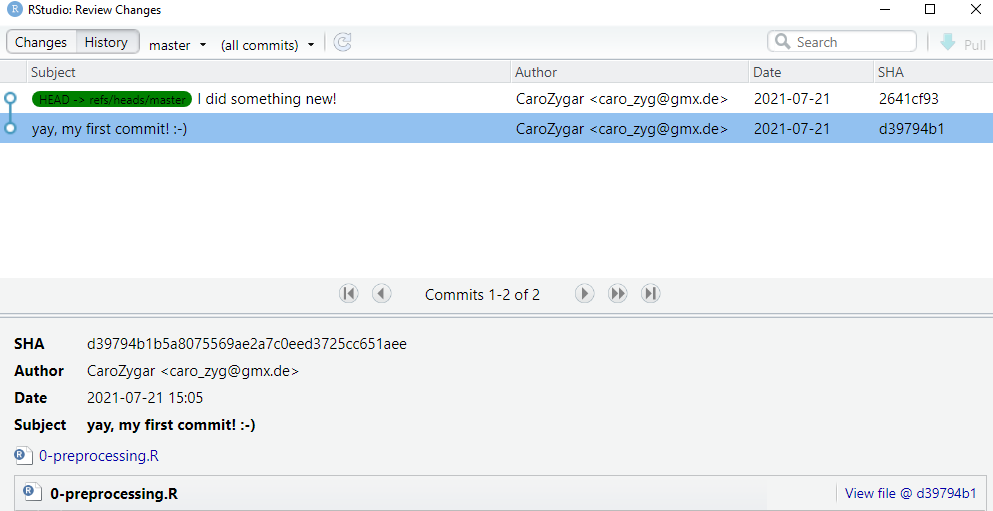 RStudio: Review Changes
Changes History master (all commits) Search Pull
Subject Author Date SHA
HEAD -> refs/heads/master I did something new! CaroZygar <caro_zyg@gmx.de> 2021-07-21 2641cf93
yay, my first commit! :-) CaroZygar <caro_zyg@gmx.de> 2021-07-21 d39794b1
Commits 1-2 of 2
SHA d39794b1b5a8075569ae2a7c0eed3725cc651aee
Author CaroZygar <caro_zyg@gmx.de>
Date 2021-07-21 15:05
Subject yay, my first commit! :-)
0-preprocessing.R
0-preprocessing.R View file @ d39794b1